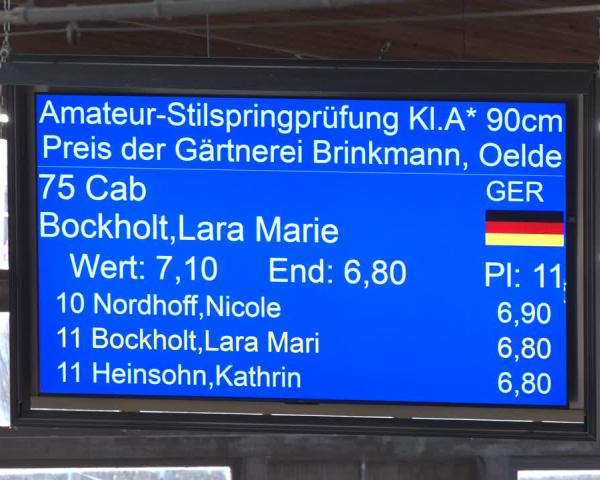 Amateur-Stilspringprüfung Kl.A* 90cm
Preis der Gärtnerei Brinkmann, Oelde
75 Cab GER
Bockholt,Lara Marie
Wert: 7,10 End: 6,80 Pl: 11
10 Nordhoff,Nicole 6,90
11 Bockholt,Lara Mari 6,80
11 Heinsohn,Kathrin 6,80